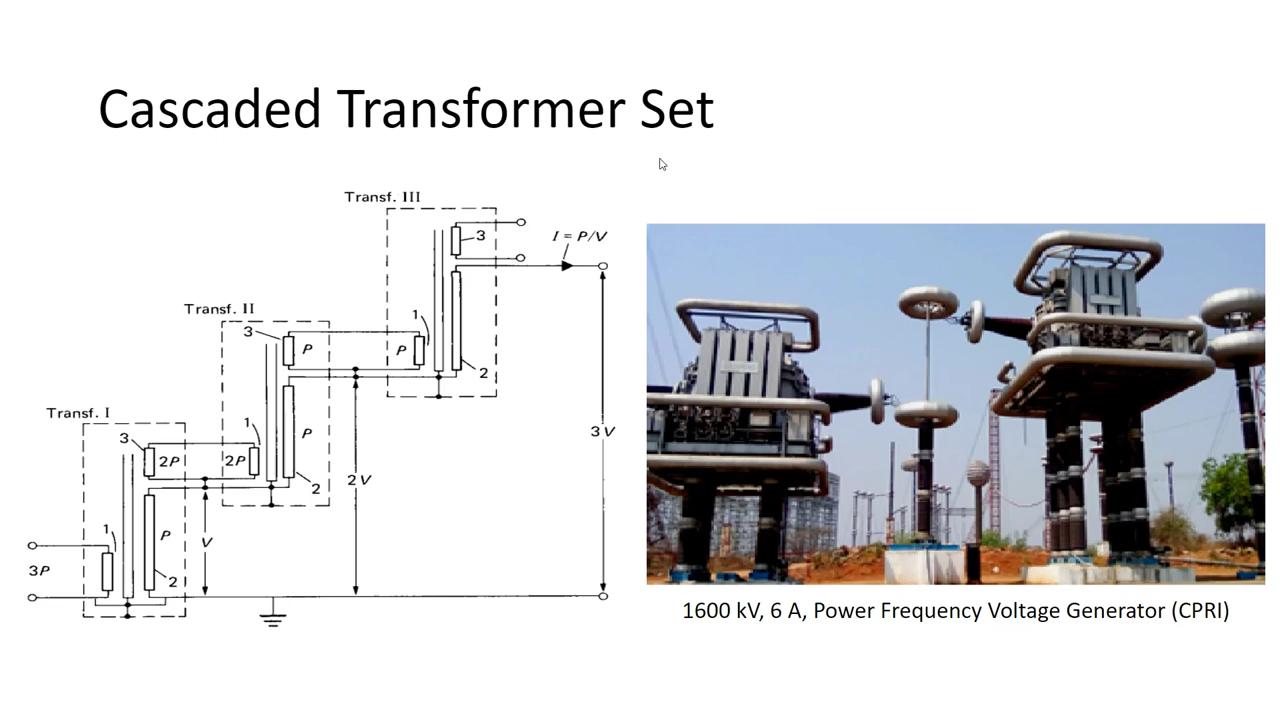 Cascaded Transformer Set
Transf. III
3
I = P/V
Transf. II
3
1
P
P
2
Transf. I
1
3
P
3V
2P
2P
2V
2
1
P
V
3P
2
1600 kV, 6 A, Power Frequency Voltage Generator (CPRI)